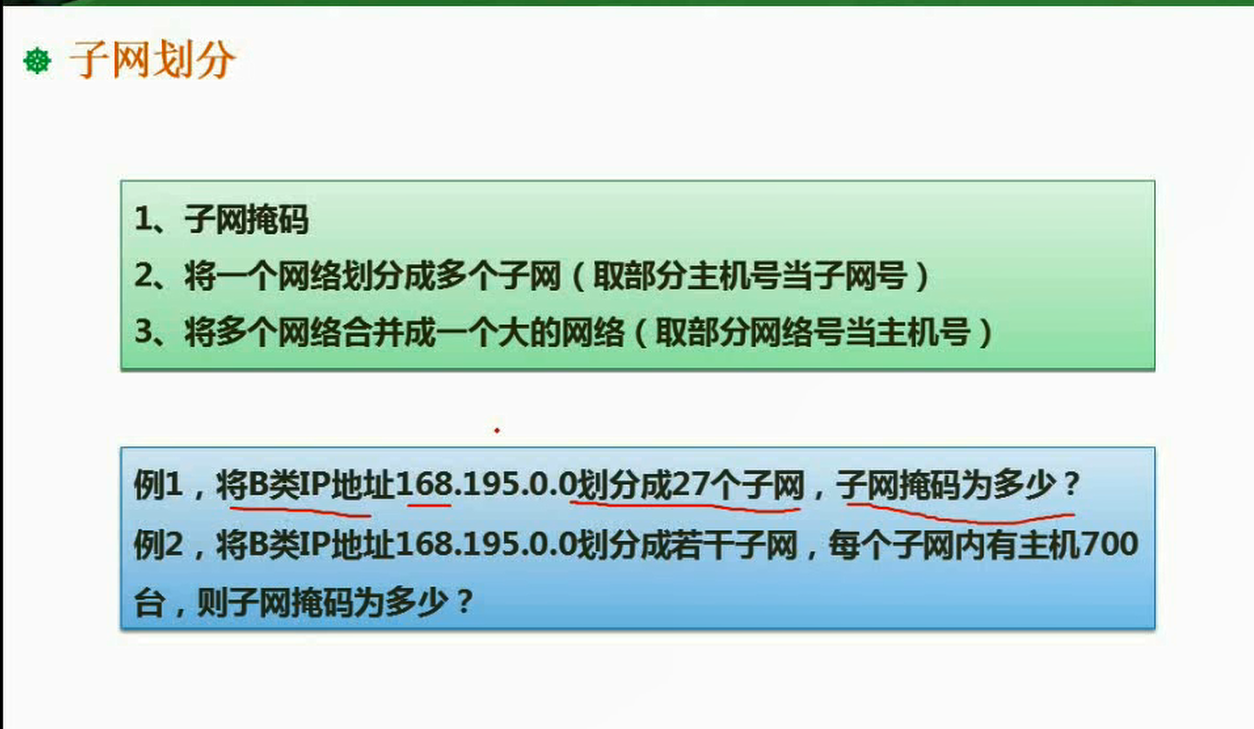 子网划分
1、子网掩码
2、将一个网络划分成多个子网（取部分主机号当子网号）
3、将多个网络合并成一个大的网络（取部分网络号当主机号）
例1，将B类IP地址168.195.0.0划分成27个子网，子网掩码为多少？
例2，将B类IP地址168.195.0.0划分成若干子网，每个子网内有主机700
台，则子网掩码为多少？